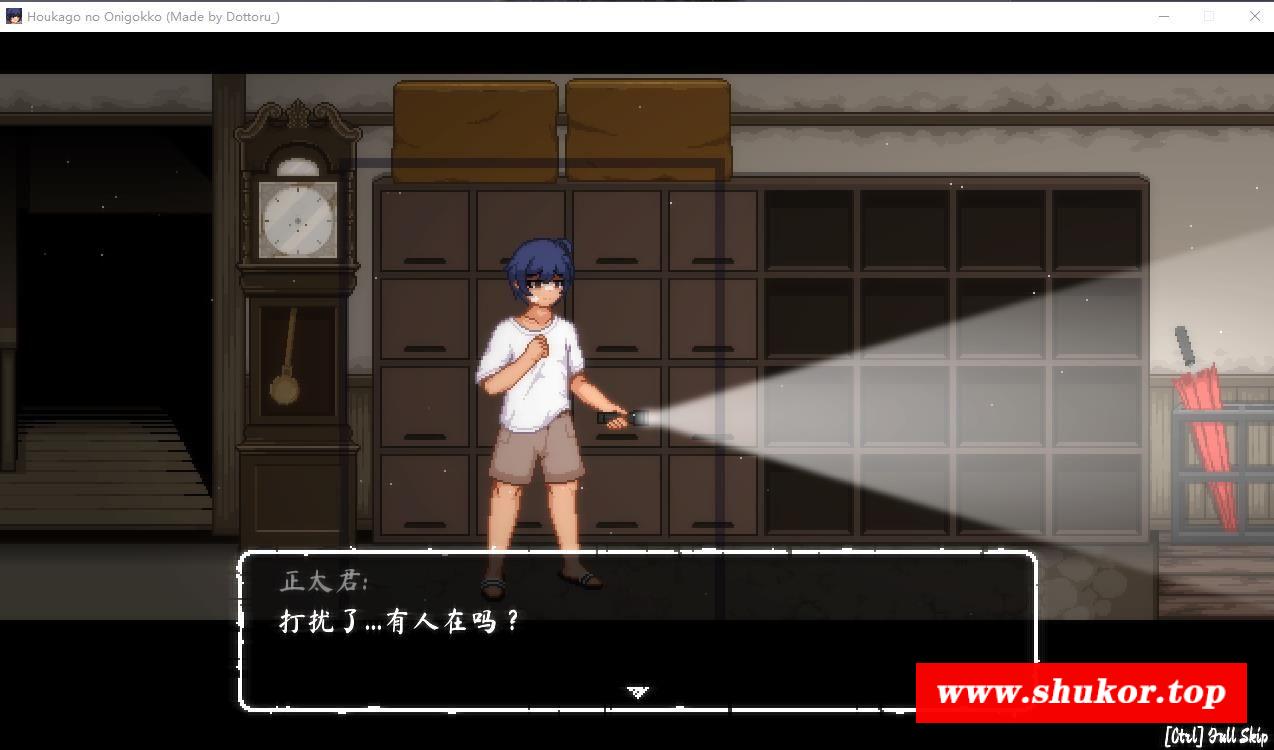 Houkago no Onigokko (Made by Dottoru_)
正太君:
打扰了...有人在吗？
www.shukor.top
[Ctrl] Full Skip